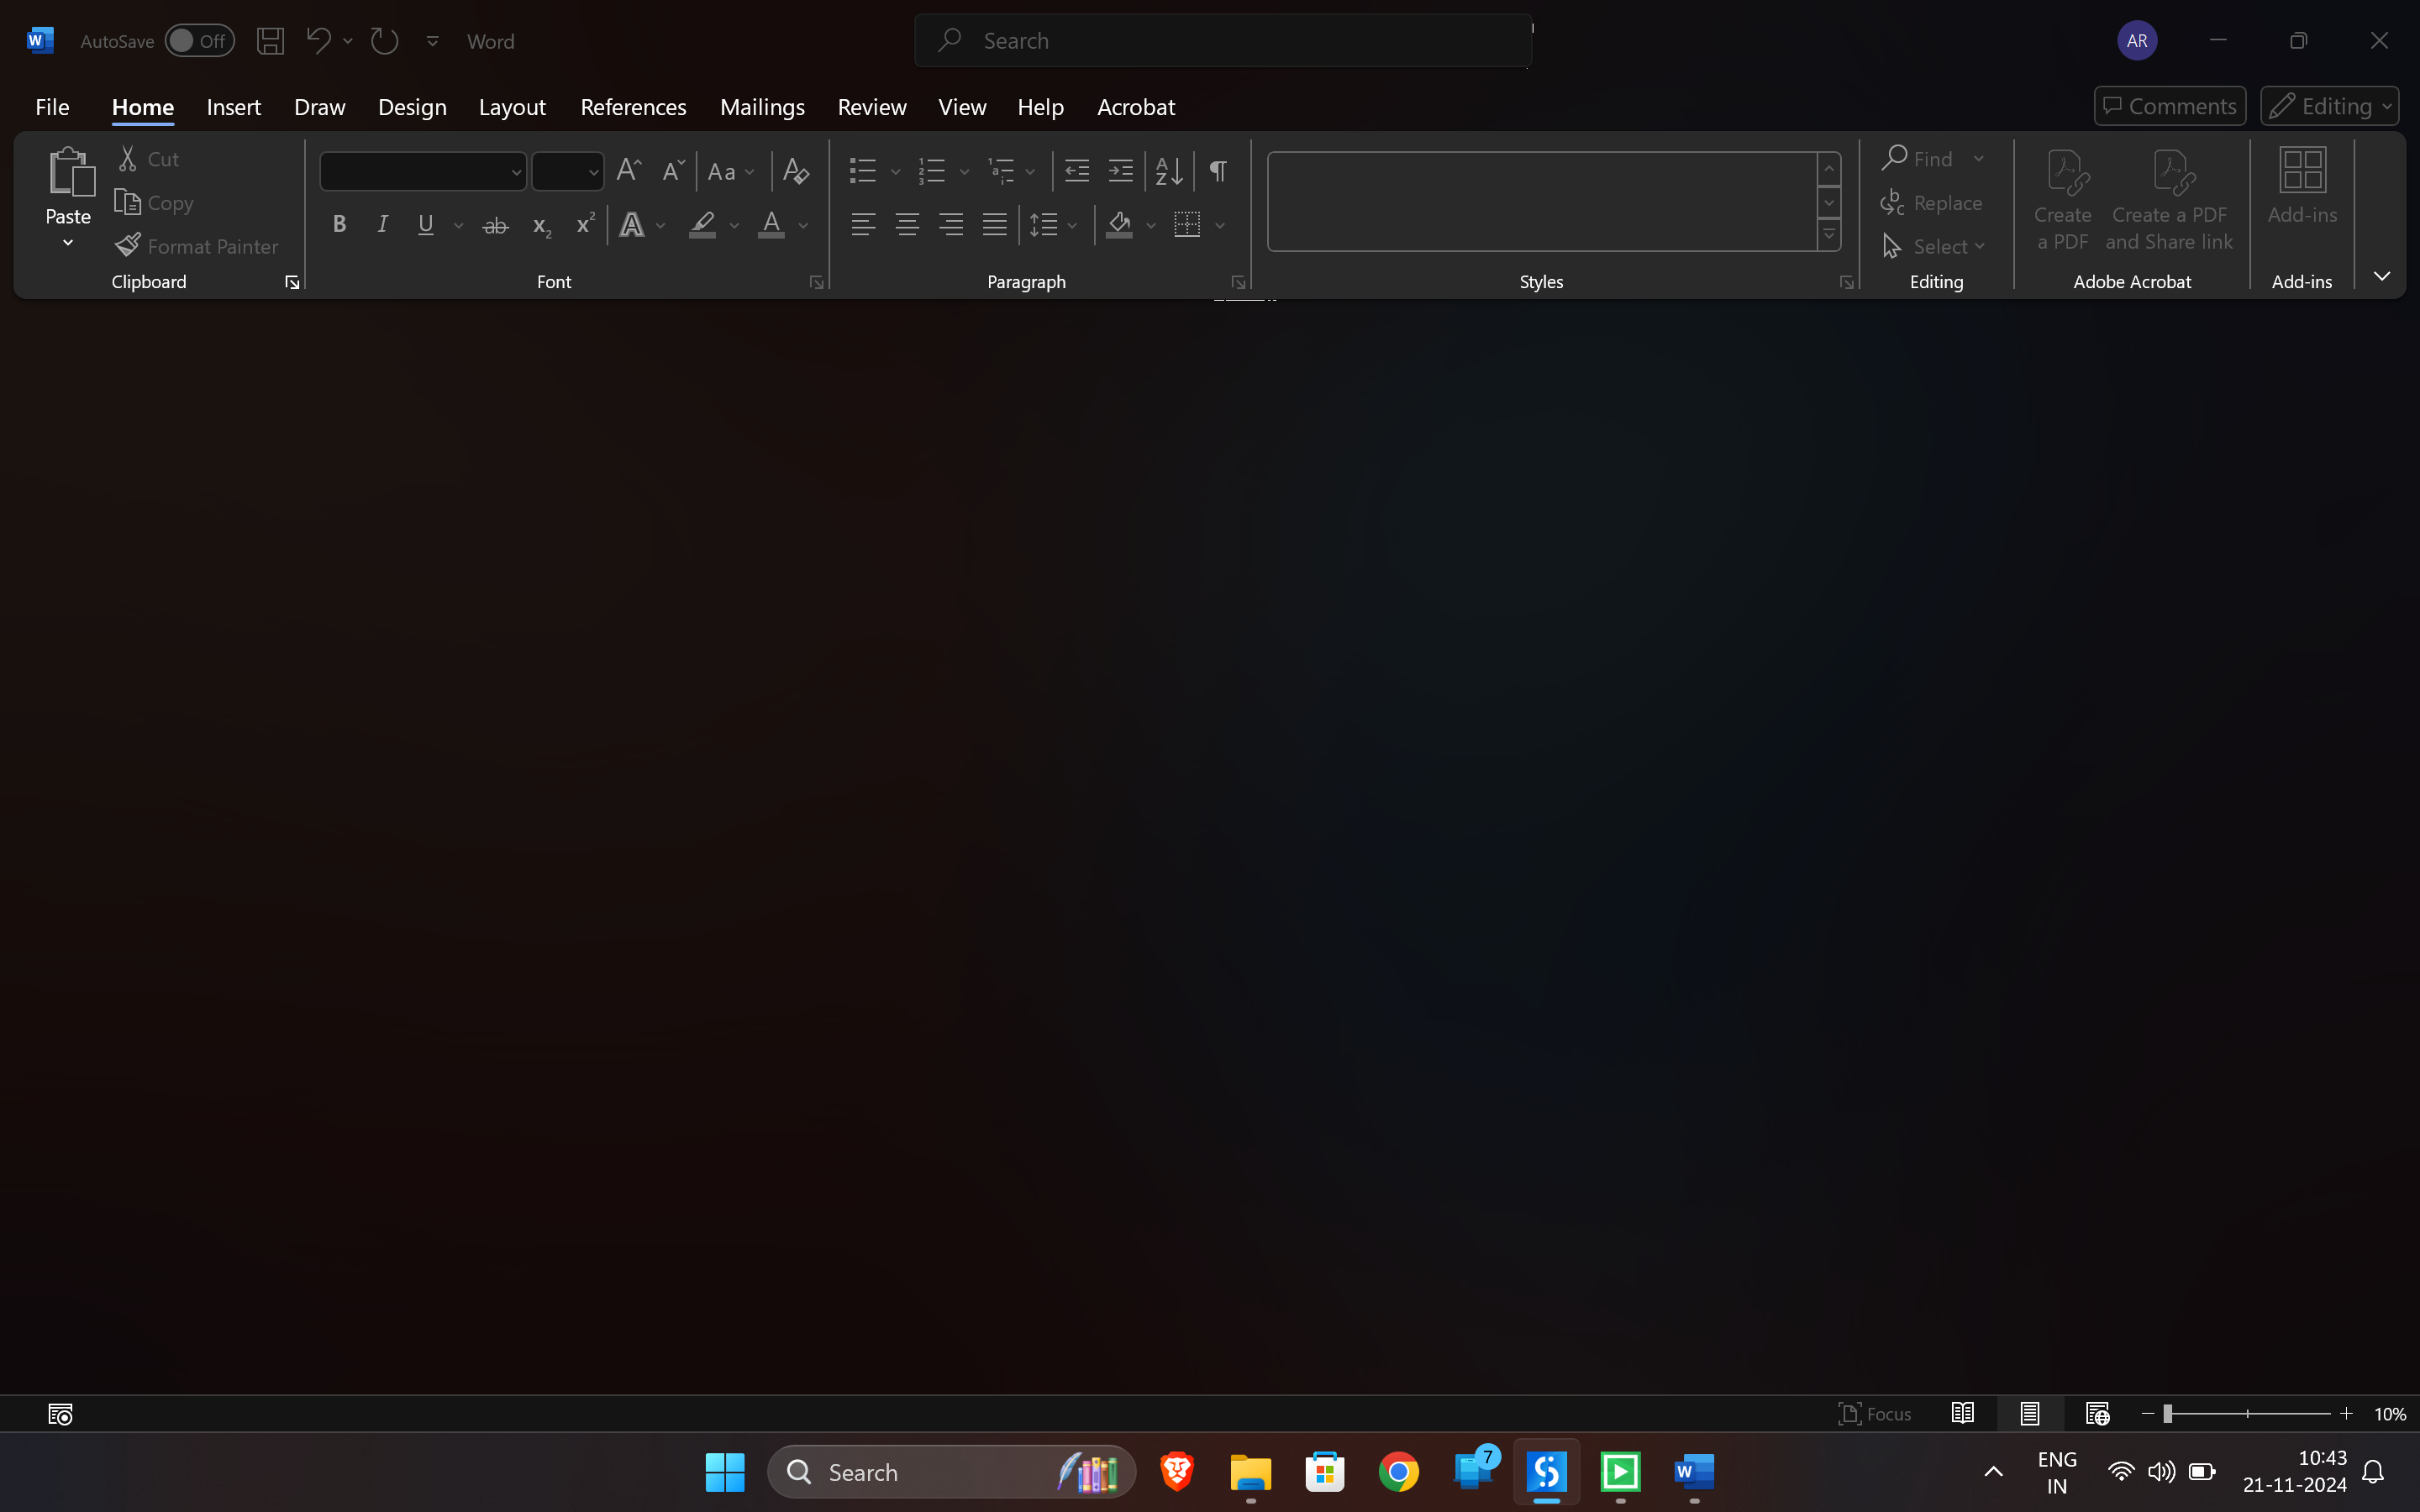 AutoSave Off Word Search AR
File Home Insert Draw Design Layout References Mailings Review View Help Acrobat Comments Editing
Paste
Cut
Copy
Format Painter
Clipboard
Font
Paragraph
Styles
Find
Replace
Select
Editing
Create
a PDF
Create a PDF
and Share link
Adobe Acrobat
Add-ins
Add-ins
Focus 10%
Search 7
ENG
IN
10:43
21-11-2024